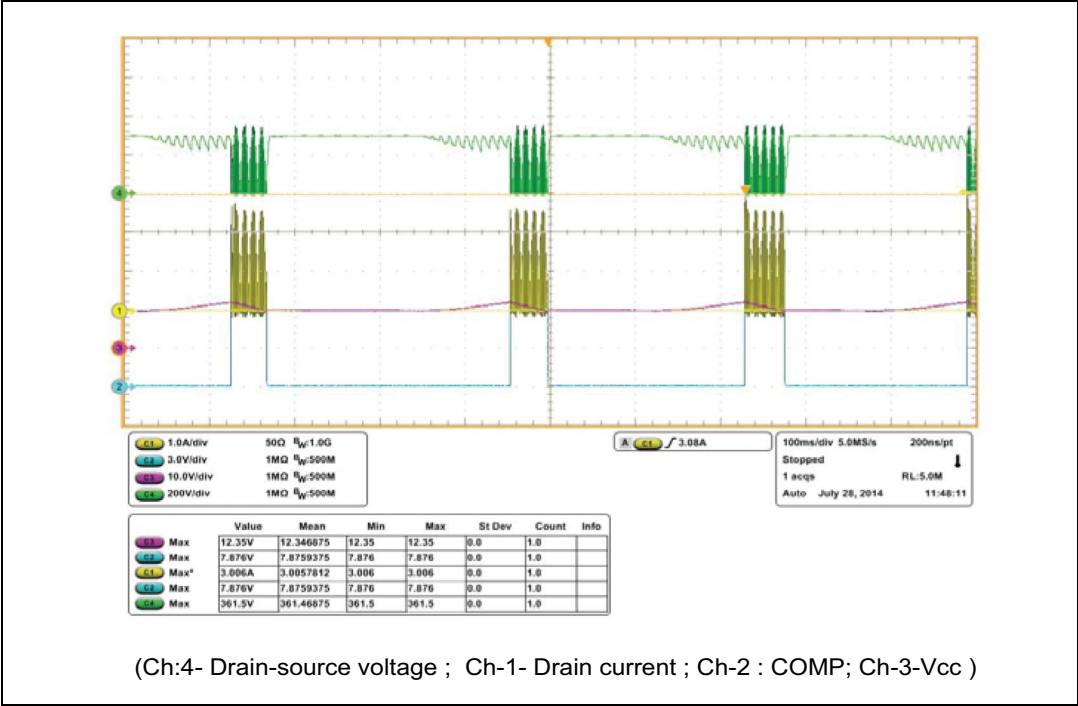 4
1
3
2
C1 1.0A/div 50Ω BW:1.0G
C2 3.0V/div 1MΩ BW:500M
C3 10.0V/div 1MΩ BW:500M
C4 200V/div 1MΩ BW:500M
A C1 ∫ 3.08A
100ms/div 5.0MS/s 200ns/pt
Stopped
1 acqs RL:5.0M
Auto July 28, 2014 11:48:11
Value Mean Min Max St Dev Count Info
C3 Max 12.35V 12.346875 12.35 12.35 0.0 1.0
C2 Max 7.876V 7.8759375 7.876 7.876 0.0 1.0
C1 Max* 3.006A 3.0057812 3.006 3.006 0.0 1.0
C2 Max 7.876V 7.8759375 7.876 7.876 0.0 1.0
C4 Max 361.5V 361.46875 361.5 361.5 0.0 1.0
(Ch:4- Drain-source voltage ; Ch-1- Drain current ; Ch-2 : COMP; Ch-3-Vcc )